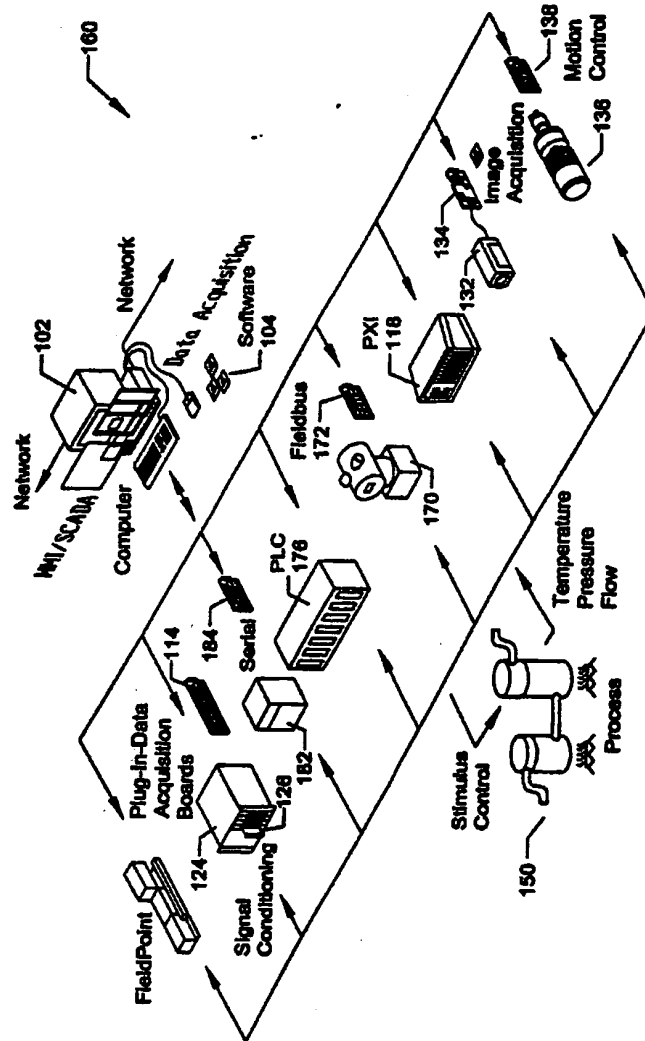 160
Network
102
MMI/SCADA
Computer
Network
Data Acquisition
Software
104
FieldPoint
Plug-in-Data
Acquisition
Boards
114
124
126
Signal
Conditioning
184
Serial
182
PLC
176
Fieldbus
172
170
PXI
118
134
Image
Acquisition
132
138
Motion
Control
136
Stimulus
Control
150
Process
Temperature
Pressure
Flow